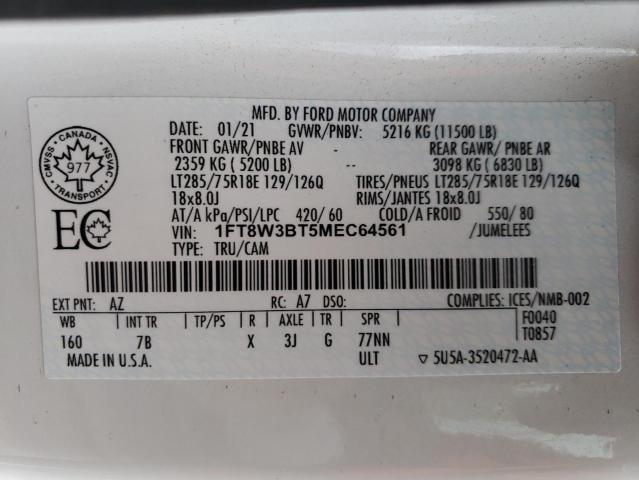 MFD. BY FORD MOTOR COMPANY
DATE: 01/21 GVWR/PNBV: 5216 KG (11500 LB)
FRONT GAWR/PNBE AV - REAR GAWR/ PNBE AR
2359 KG ( 5200 LB) -- 3098 KG ( 6830 LB)
LT285/75R18E 129/126Q TIRES/PNEUS LT285/75R18E 129/126Q
18x8.0J RIMS/JANTES 18x8.0J
AT/A kPa/PSI/LPC 420/ 60 COLD/A FROID 550/ 80
VIN: 1FT8W3BT5MEC64561 /JUMELEES
TYPE: TRU/CAM
CMVSS - CANADA - NSVAC - TRANSPORT
977
EC
EXT PNT: AZ RC: A7 DSO: COMPLIES: ICES/NMB-002
WB INT TR TP/PS R AXLE TR SPR F0040
160 7B X 3J G 77NN T0857
MADE IN U.S.A. ULT ▽ 5U5A-3520472-AA